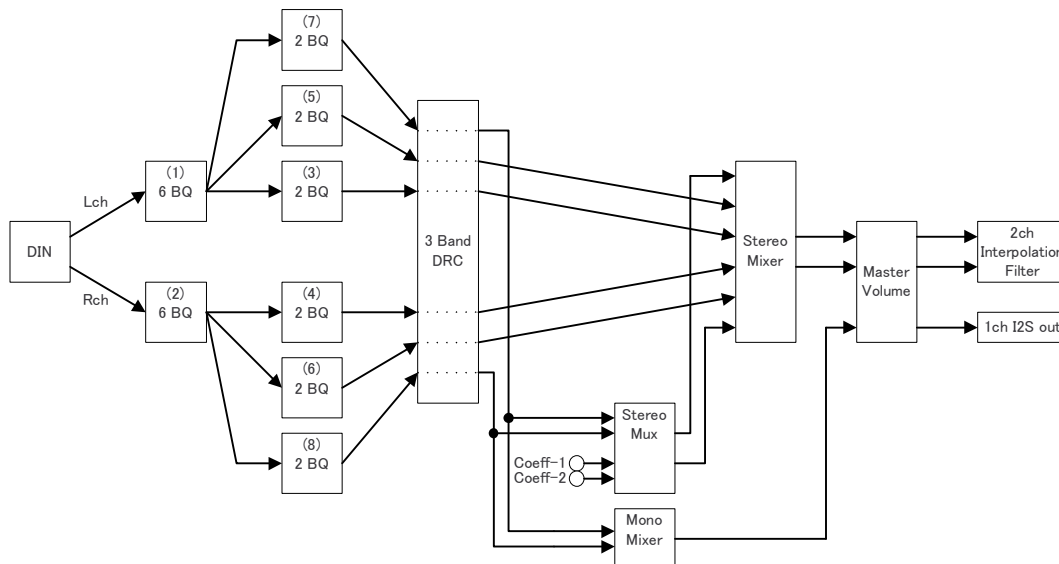 (7)
2 BQ
(5)
2 BQ
(1)
6 BQ
(3)
2 BQ
Lch
DIN
Rch
(2)
6 BQ
(4)
2 BQ
(6)
2 BQ
(8)
2 BQ
3 Band
DRC
Stereo
Mixer
Master
Volume
2ch
Interpolation
Filter
1ch I2S out
Stereo
Mux
Coeff-1
Coeff-2
Mono
Mixer